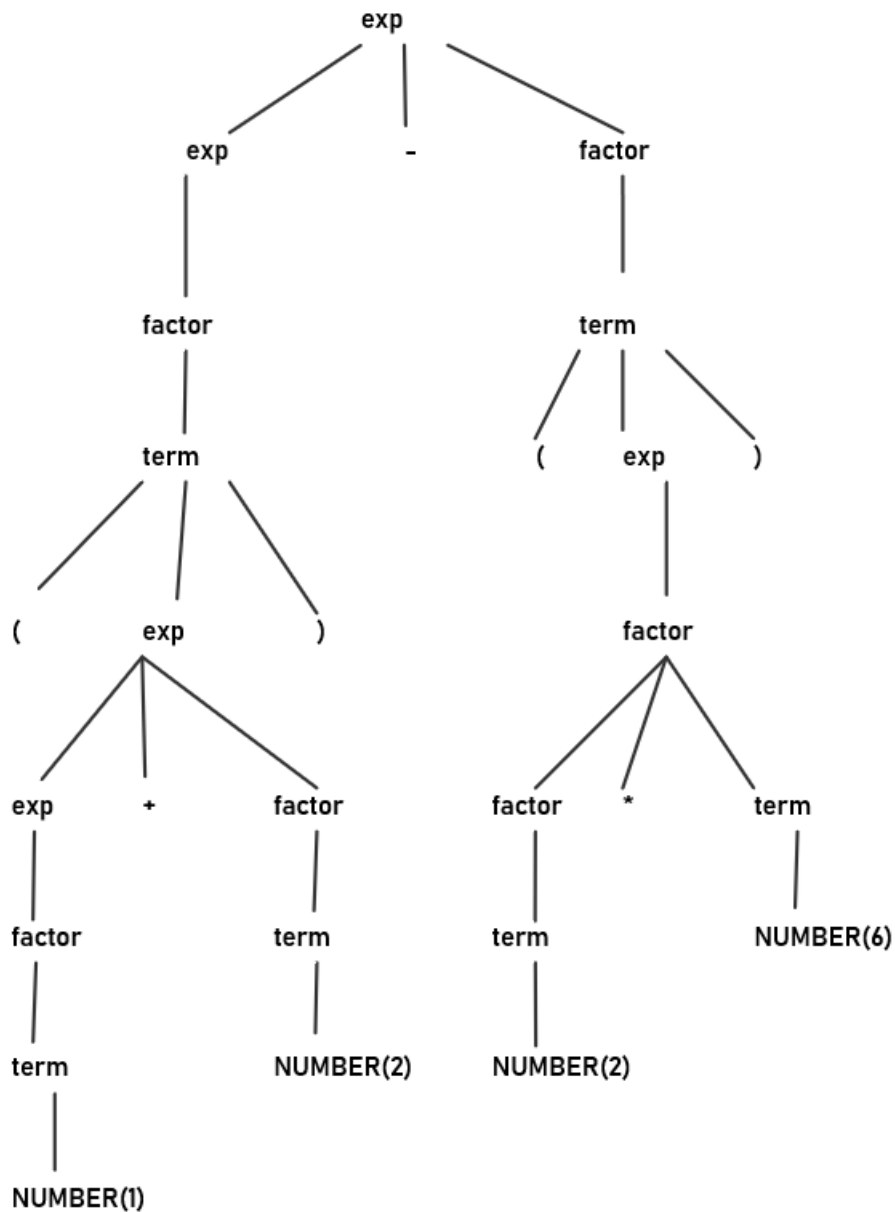 exp
exp - factor
factor term
term ( exp )
( exp ) factor
exp + factor factor * term
factor term term NUMBER(6)
term NUMBER(2) NUMBER(2)
NUMBER(1)